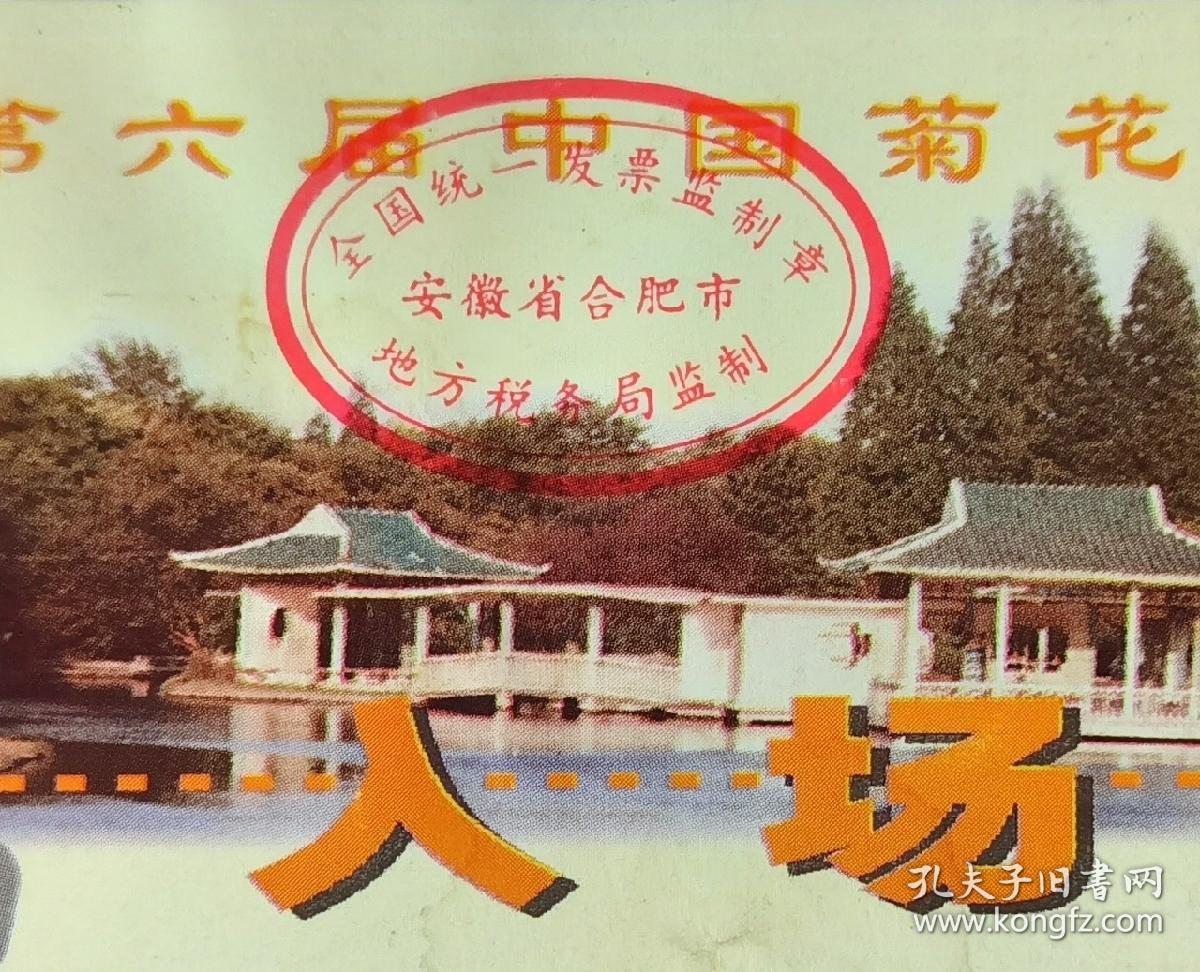 第六届中国菊花
全国统一发票监制章
安徽省合肥市
地方税务局监制
入场
孔夫子旧書网
www.kongfz.com